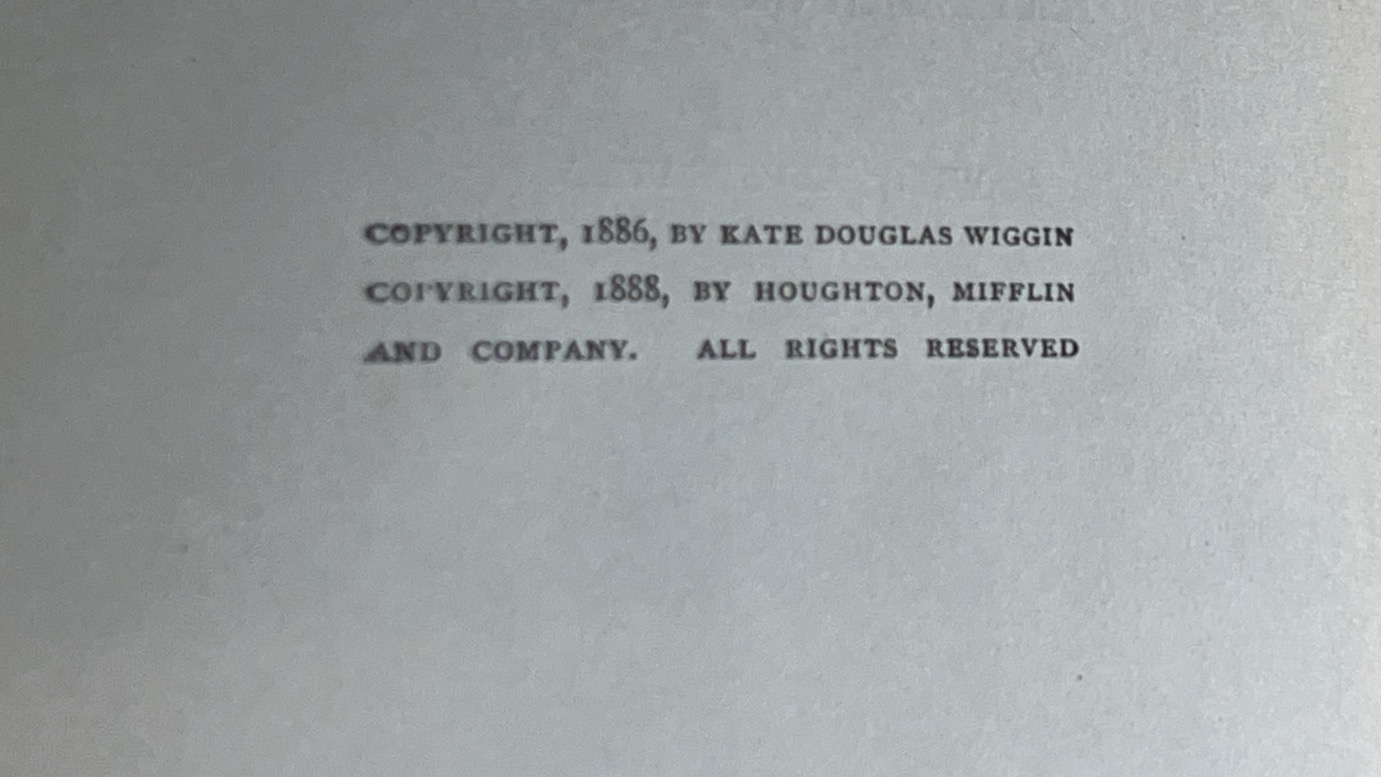 COPYRIGHT, 1886, BY KATE DOUGLAS WIGGIN
COPYRIGHT, 1888, BY HOUGHTON, MIFFLIN
AND COMPANY. ALL RIGHTS RESERVED